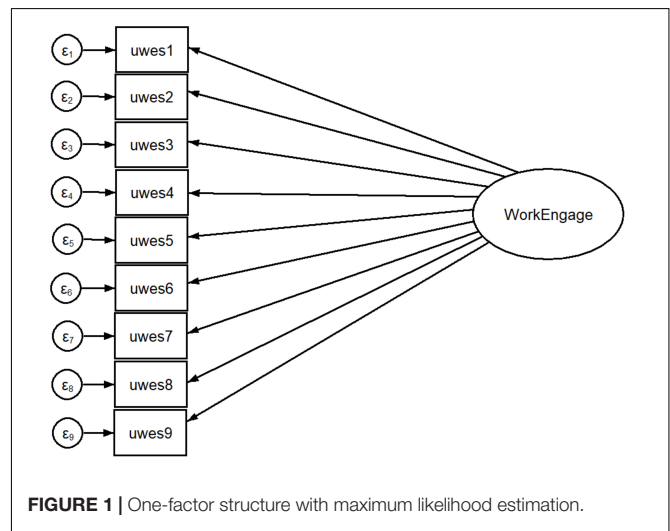 ε1 uwes1
ε2 uwes2
ε3 uwes3
ε4 uwes4
ε5 uwes5
ε6 uwes6
ε7 uwes7
ε8 uwes8
ε9 uwes9
WorkEngage
FIGURE 1 | One-factor structure with maximum likelihood estimation.